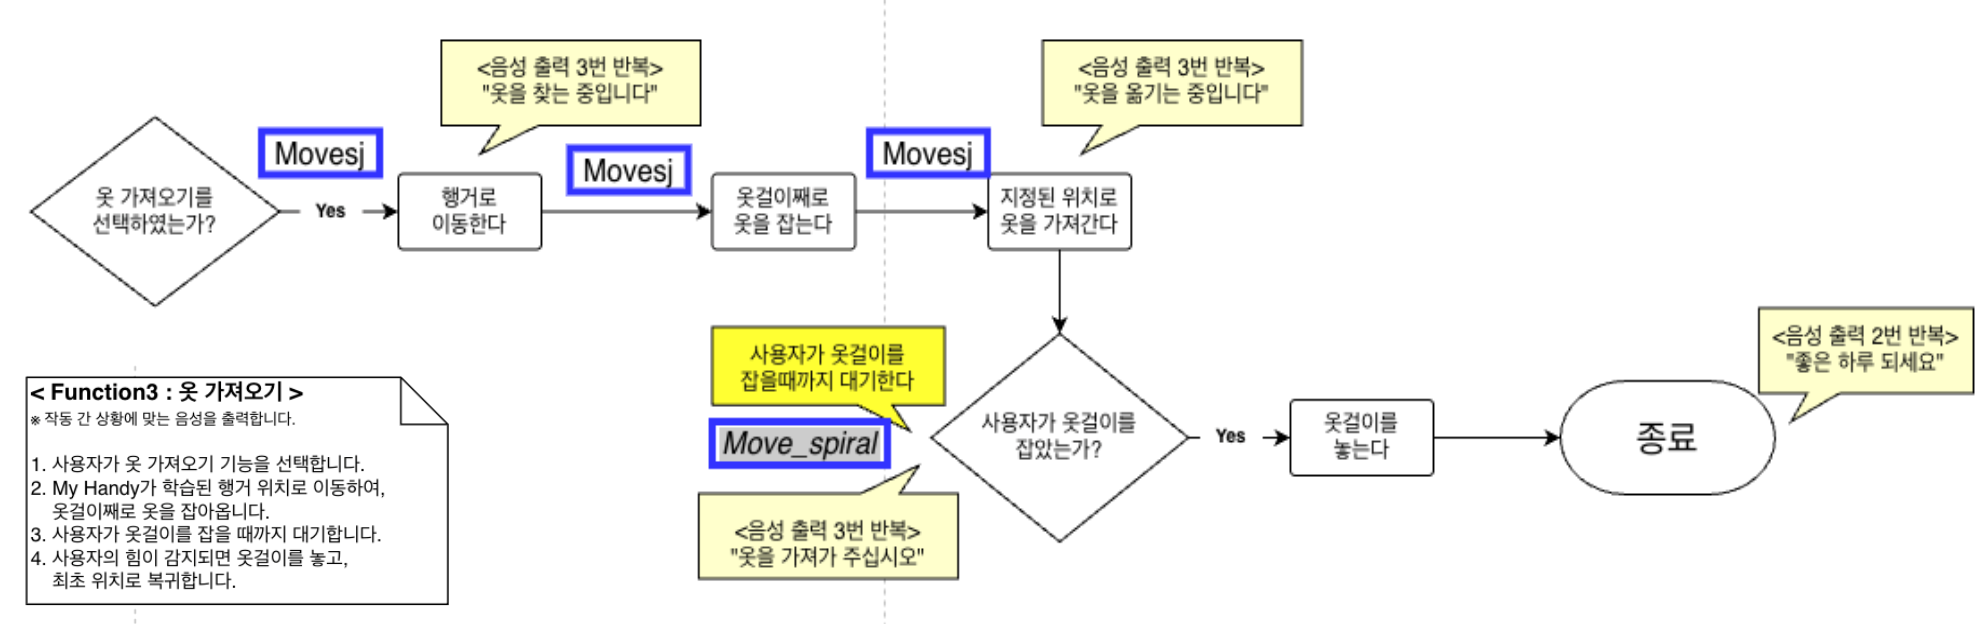 <음성 출력 3번 반복>
"옷을 찾는 중입니다"
<음성 출력 3번 반복>
"옷을 옮기는 중입니다"
옷 가져오기를
선택하였는가?
Yes
Movesj
행거로
이동한다
Movesj
옷걸이째로
옷을 잡는다
Movesj
지정된 위치로
옷을 가져간다
사용자가 옷걸이를
잡을때까지 대기한다
Move_spiral
<음성 출력 3번 반복>
"옷을 가져가 주십시오"
사용자가 옷걸이를
잡았는가?
Yes
옷걸이를
놓는다
종료
<음성 출력 2번 반복>
"좋은 하루 되세요"
< Function3 : 옷 가져오기 >
※ 작동 간 상황에 맞는 음성을 출력합니다.
1. 사용자가 옷 가져오기 기능을 선택합니다.
2. My Handy가 학습된 행거 위치로 이동하여,
옷걸이째로 옷을 잡아옵니다.
3. 사용자가 옷걸이를 잡을 때까지 대기합니다.
4. 사용자의 힘이 감지되면 옷걸이를 놓고,
최초 위치로 복귀합니다.